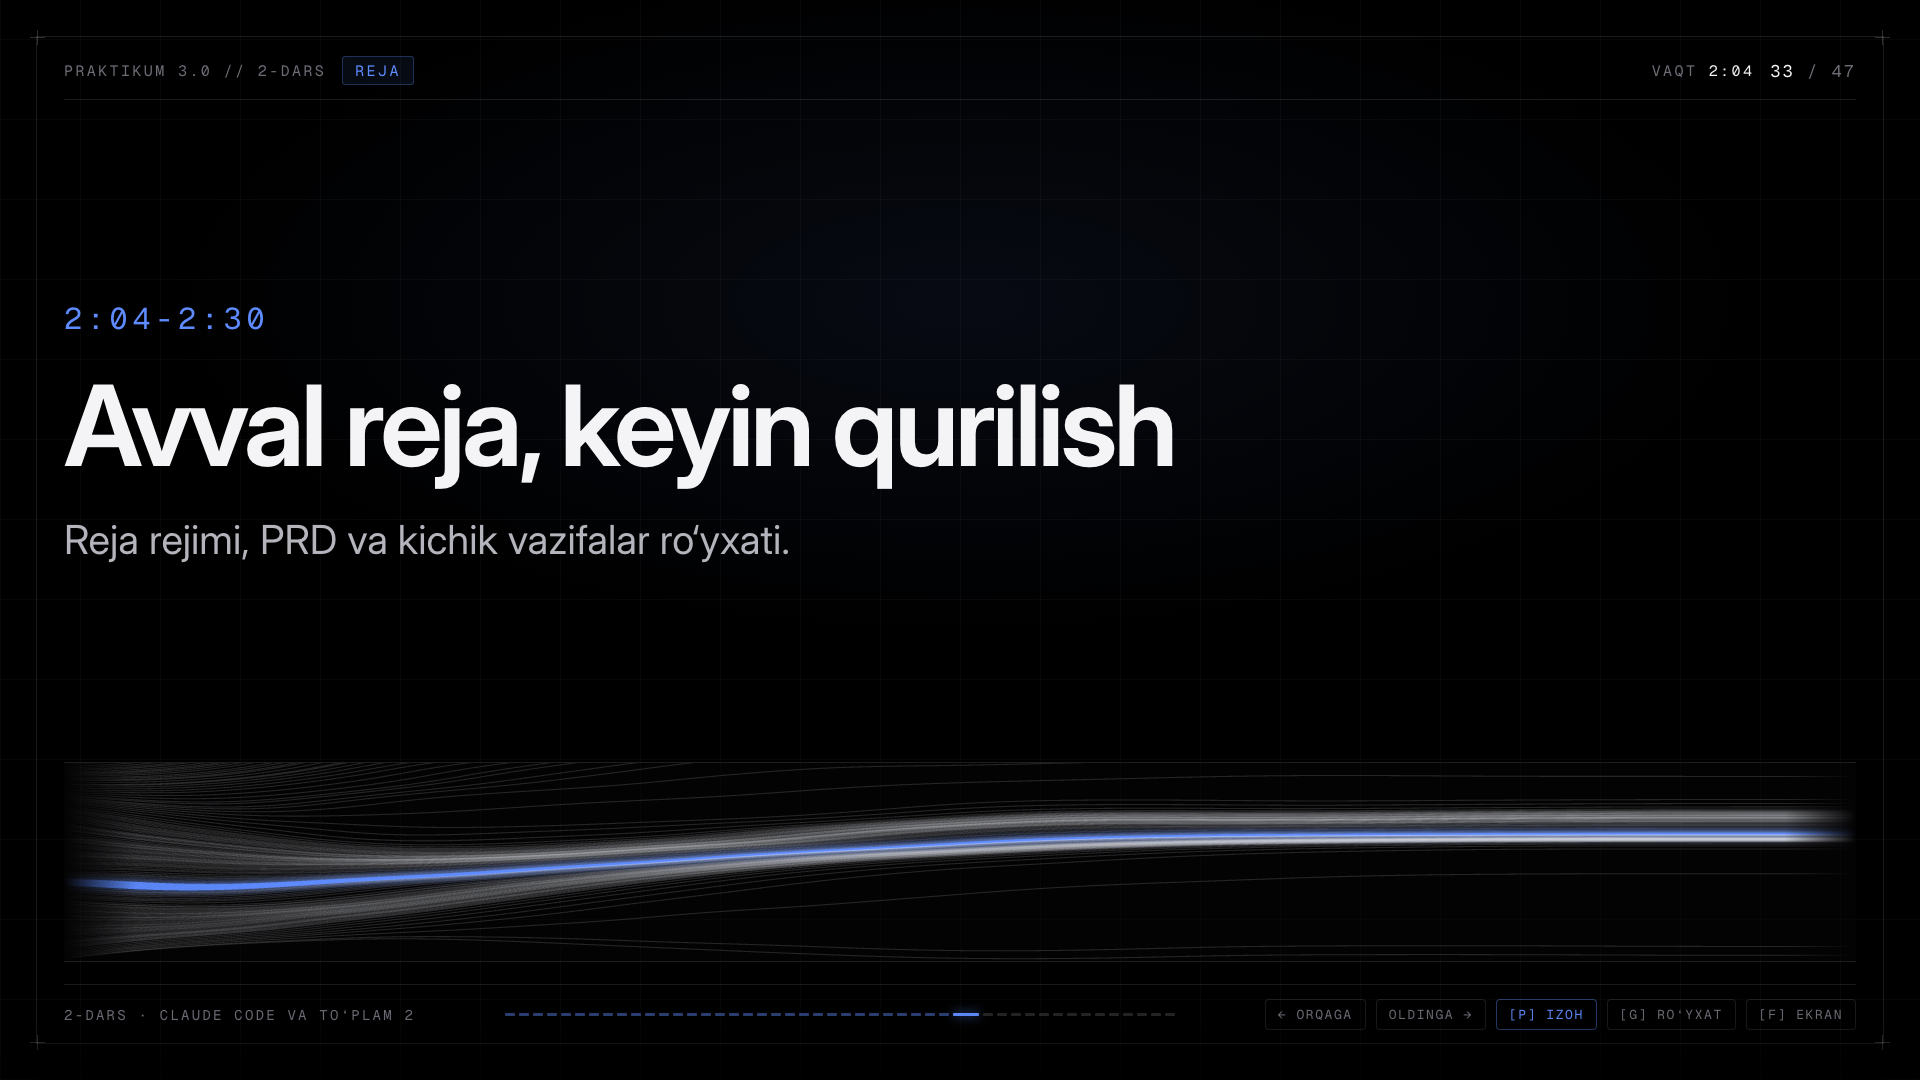 PRAKTIKUM 3.0 // 2-DARS REJA
VAQT 2:04 33 / 47
2:04-2:30
Avval reja, keyin qurilish
Reja rejimi, PRD va kichik vazifalar ro‘yxati.
2-DARS · CLAUDE CODE VA TO‘PLAM 2
← ORQAGA OLDINGA → [P] IZOH [G] RO‘YXAT [F] EKRAN